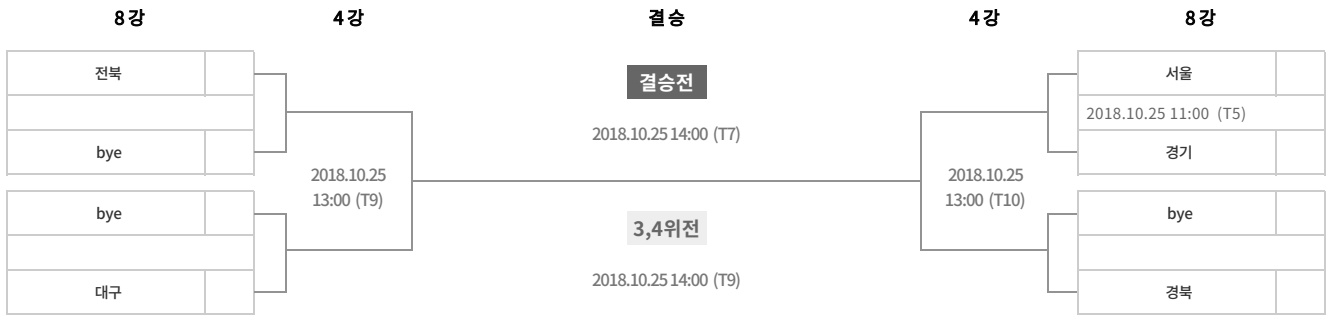 8강
4강
결승
4강
8강
전북
bye
bye
대구
2018.10.25
13:00 (T9)
결승전
2018.10.25 14:00 (T7)
3,4위전
2018.10.25 14:00 (T9)
2018.10.25
13:00 (T10)
서울
2018.10.25 11:00 (T5)
경기
bye
경북